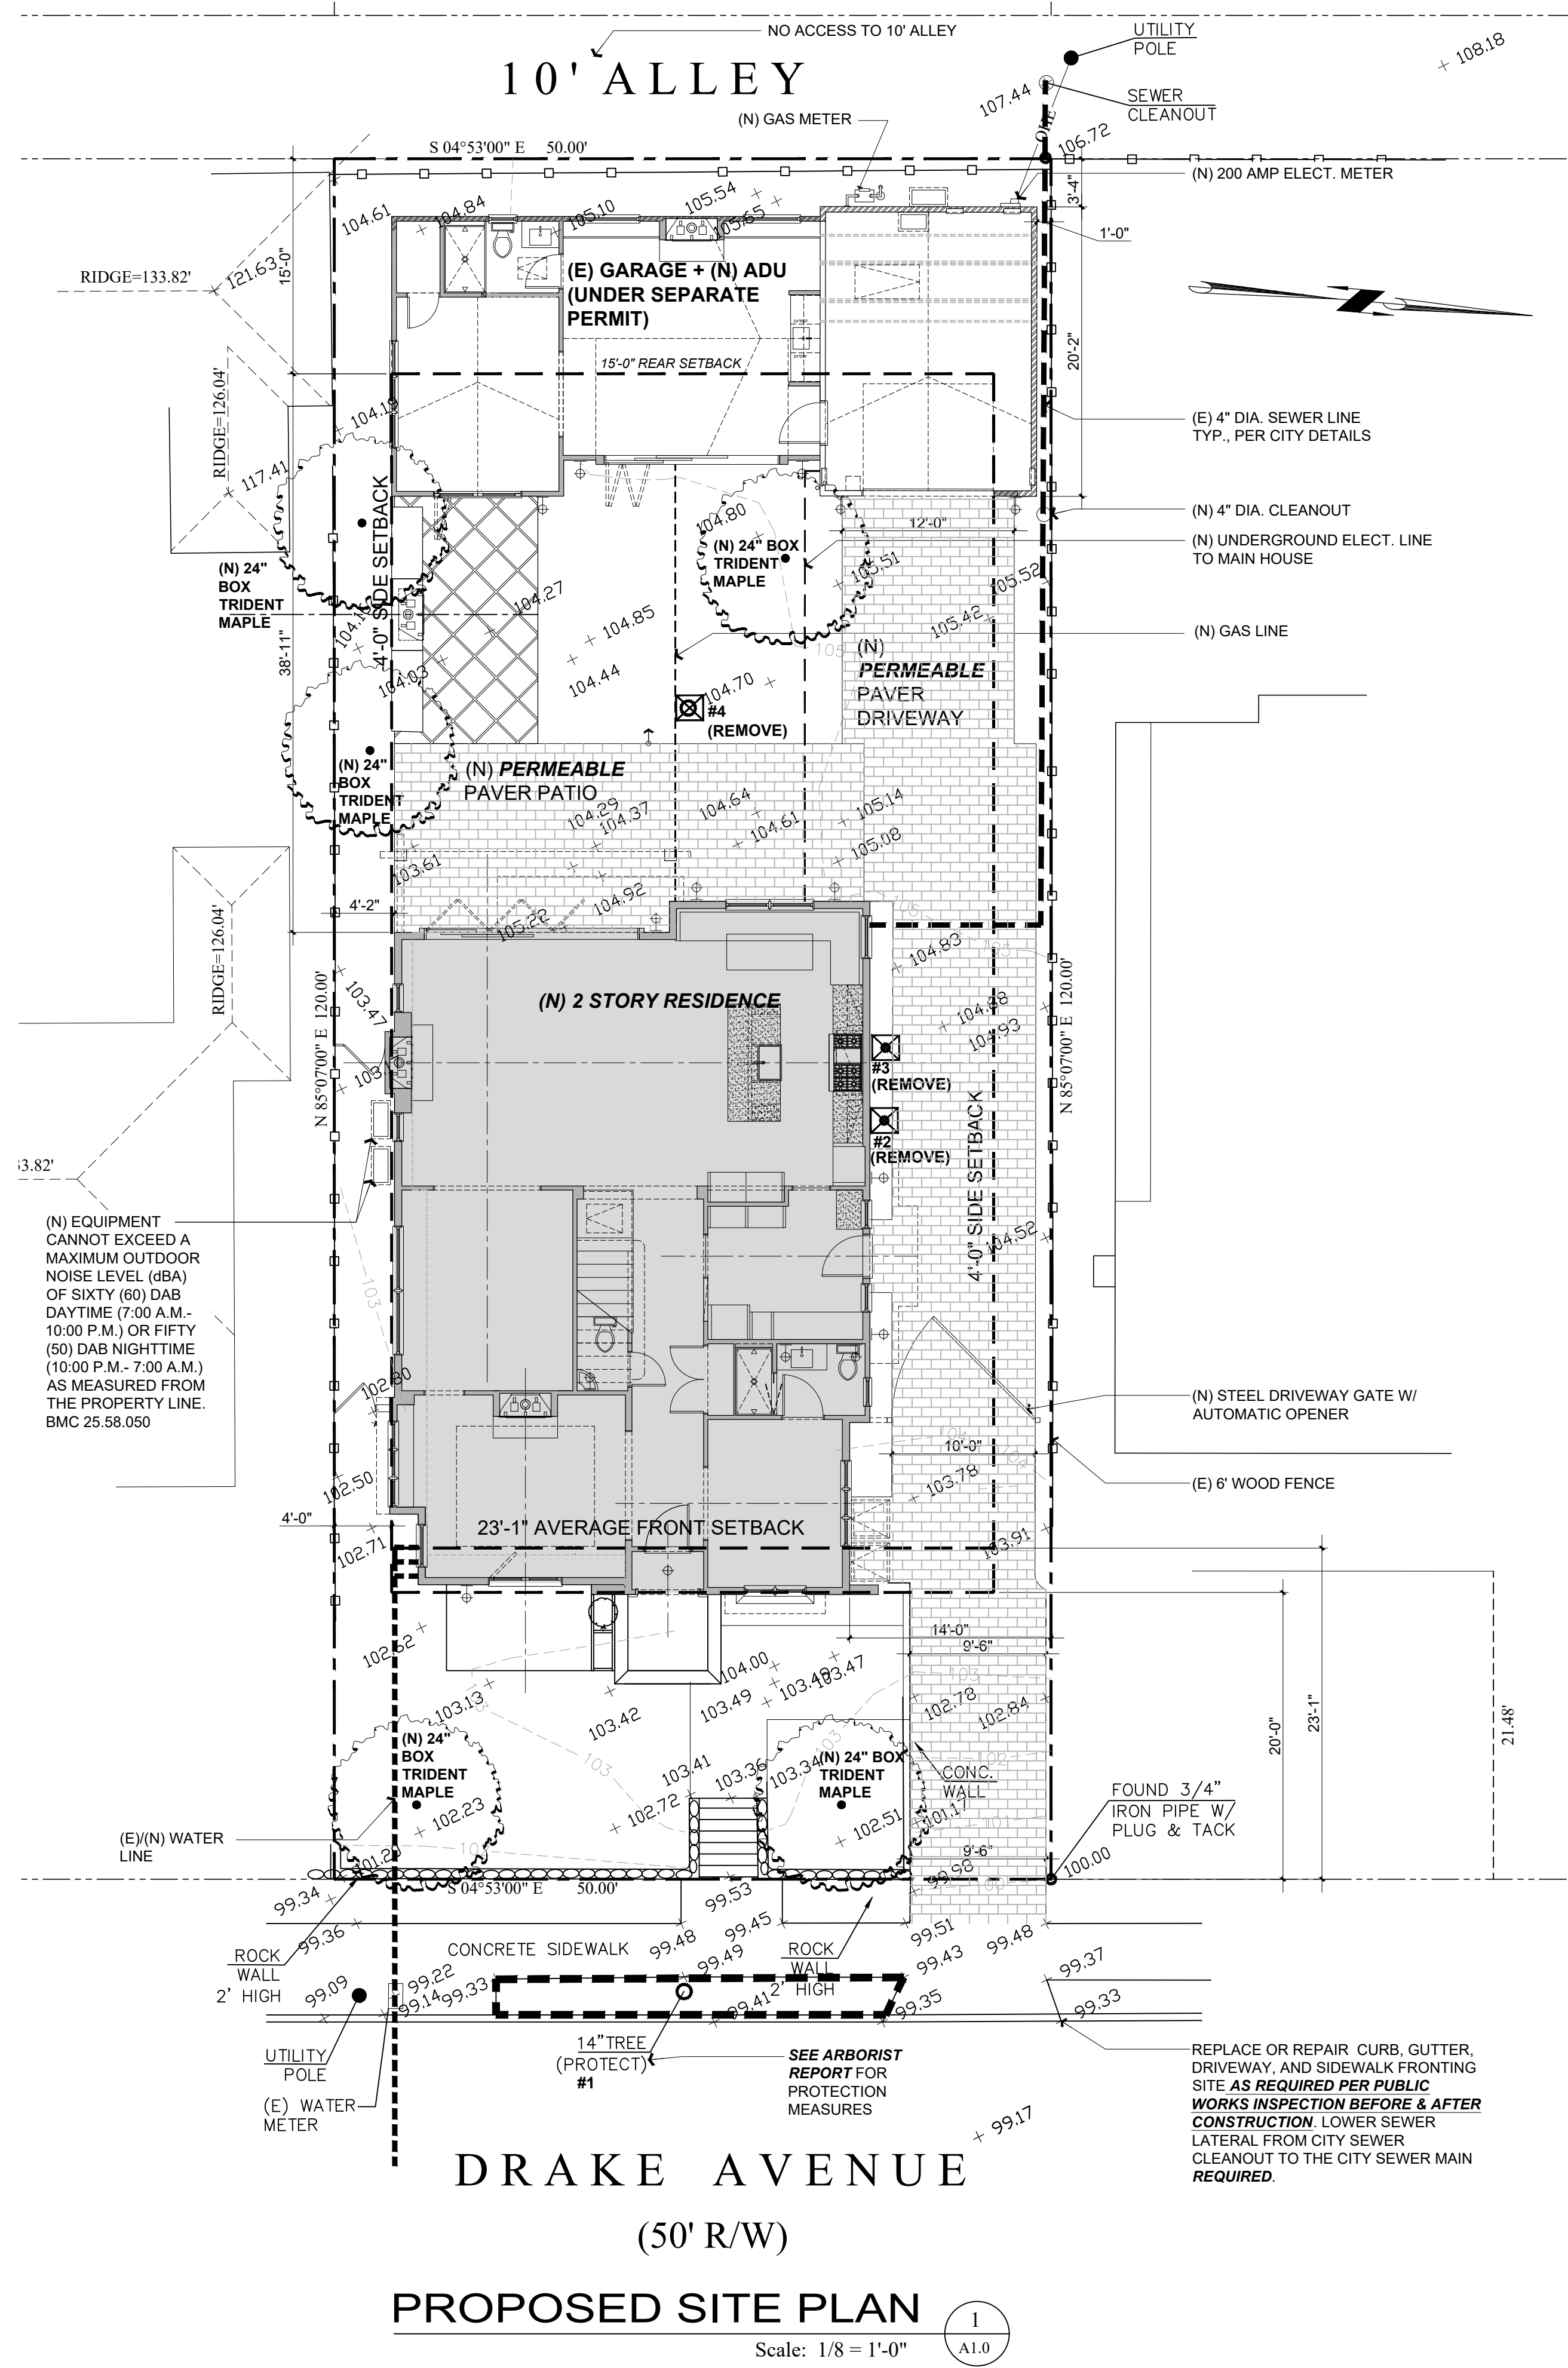 NO ACCESS TO 10' ALLEY
10' ALLEY
UTILITY
POLE
108.18
107.44
SEWER
CLEANOUT
OHE
106.72
(N) GAS METER
S 04°53'00" E 50.00'
(N) 200 AMP ELECT. METER
3'-4"
1'-0"
104.61
104.84
105.10
105.54
105.65
15'-0"
RIDGE=133.82'
121.63
(E) GARAGE + (N) ADU
(UNDER SEPARATE
PERMIT)
15'-0" REAR SETBACK
20'-2"
RIDGE=126.04'
117.41
104.19
(E) 4" DIA. SEWER LINE
TYP., PER CITY DETAILS
4'-0" SIDE SETBACK
(N) 4" DIA. CLEANOUT
12'-0"
104.80
(N) 24" BOX
TRIDENT
MAPLE
(N) UNDERGROUND ELECT. LINE
TO MAIN HOUSE
105.51
105.52
(N) 24"
BOX
TRIDENT
MAPLE
104.27
104.85
105.42
(N) GAS LINE
38'-11"
104.03
104.44
104.70
105
(N)
PERMEABLE
PAVER
DRIVEWAY
#4
(REMOVE)
(N) 24"
BOX
TRIDENT
MAPLE
(N) PERMEABLE
PAVER PATIO
104.29
104.37
104.64
104.61
105.14
105.08
103.61
4'-2"
105.22
104.92
RIDGE=126.04'
104.83
105
103.47
N 85°07'00" E 120.00'
(N) 2 STORY RESIDENCE
104.88
104.93
N 85°07'00" E 120.00'
#3
(REMOVE)
#2
(REMOVE)
4'-0" SIDE SETBACK
104.52
33.82'
(N) EQUIPMENT
CANNOT EXCEED A
MAXIMUM OUTDOOR
NOISE LEVEL (dBA)
OF SIXTY (60) DAB
DAYTIME (7:00 A.M.-
10:00 P.M.) OR FIFTY
(50) DAB NIGHTTIME
(10:00 P.M.- 7:00 A.M.)
AS MEASURED FROM
THE PROPERTY LINE.
BMC 25.58.050
103
102.80
(N) STEEL DRIVEWAY GATE W/
AUTOMATIC OPENER
104
104
10'-0"
103.78
(E) 6' WOOD FENCE
102.50
4'-0"
102.71
23'-1" AVERAGE FRONT SETBACK
103.91
14'-0"
9'-6"
102.62
103.13
103.42
104.00
103.49
103.49
103.47
103
102.78
102.84
20'-0"
23'-1"
21.48'
(N) 24"
BOX
TRIDENT
MAPLE
103
103.41
103.36
103.34
103
(N) 24" BOX
TRIDENT
MAPLE
CONC.
WALL
102
102.23
102.72
102.51
101.17
101
FOUND 3/4"
IRON PIPE W/
PLUG & TACK
(E)/(N) WATER
LINE
9'-6"
100.00
99.98
100
S 04°53'00" E 50.00'
99.34
99.53
99.36
99.48
99.45
99.51
99.48
ROCK
WALL
2' HIGH
CONCRETE SIDEWALK
ROCK
WALL
2' HIGH
99.49
99.43
99.37
99.09
99.22
99.14
99.33
99.41
99.35
99.33
UTILITY
POLE
14"TREE
(PROTECT)
#1
SEE ARBORIST
REPORT FOR
PROTECTION
MEASURES
(E) WATER
METER
REPLACE OR REPAIR CURB, GUTTER,
DRIVEWAY, AND SIDEWALK FRONTING
SITE AS REQUIRED PER PUBLIC
WORKS INSPECTION BEFORE & AFTER
CONSTRUCTION. LOWER SEWER
LATERAL FROM CITY SEWER
CLEANOUT TO THE CITY SEWER MAIN
REQUIRED.
99.17
DRAKE AVENUE
(50' R/W)
PROPOSED SITE PLAN
1
A1.0
Scale: 1/8 = 1'-0"